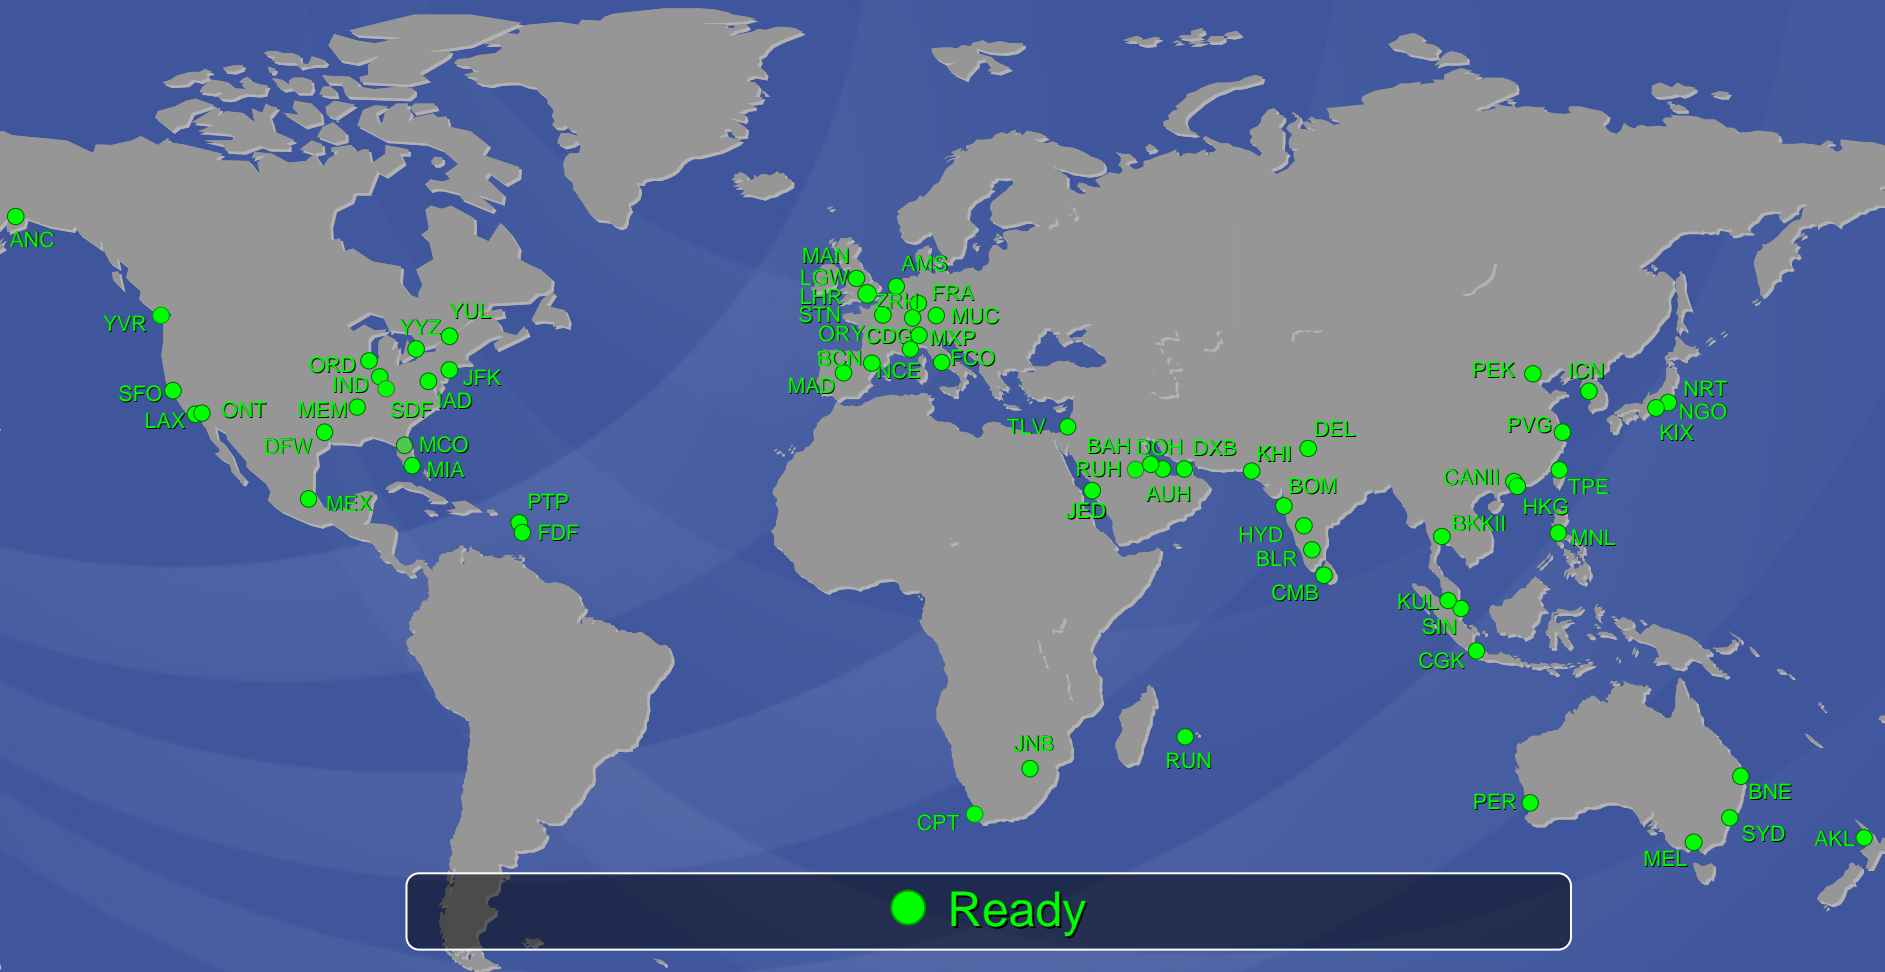 ANC
YVR
SFO
LAX
ONT
ORD
IND
MEM
DFW
MEX
YYZ
YUL
JFK
IAD
SDF
MCO
MIA
PTP
FDF
MAN
LGW
LHR
STN
AMS
ZRH
FRA
MUC
ORY
CDG
MXP
BCN
NCE
FCO
MAD
TLV
BAH
DOH
DXB
RUH
AUH
JED
KHI
DEL
BOM
HYD
BLR
CMB
PEK
ICN
NRT
NGO
KIX
PVG
CANII
HKG
TPE
BKKII
MNL
KUL
SIN
CGK
JNB
CPT
RUN
PER
BNE
SYD
MEL
AKL
Ready